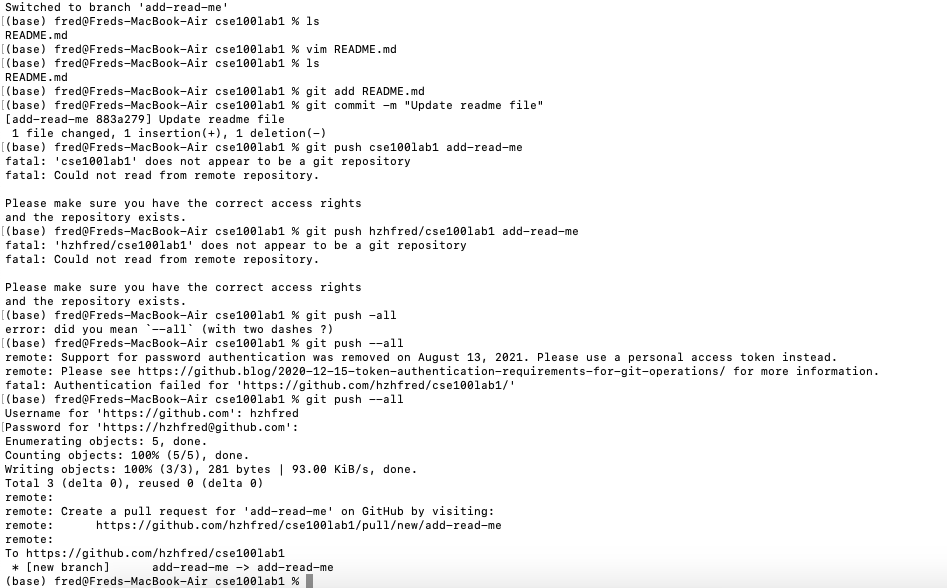 Switched to branch 'add-read-me'
[(base) fred@Freds-MacBook-Air cse100lab1 % ls
README.md
[(base) fred@Freds-MacBook-Air cse100lab1 % vim README.md
[(base) fred@Freds-MacBook-Air cse100lab1 % ls
README.md
[(base) fred@Freds-MacBook-Air cse100lab1 % git add README.md
[(base) fred@Freds-MacBook-Air cse100lab1 % git commit -m "Update readme file"
[add-read-me 883a279] Update readme file
 1 file changed, 1 insertion(+), 1 deletion(-)
[(base) fred@Freds-MacBook-Air cse100lab1 % git push cse100lab1 add-read-me
fatal: 'cse100lab1' does not appear to be a git repository
fatal: Could not read from remote repository.

Please make sure you have the correct access rights
and the repository exists.
[(base) fred@Freds-MacBook-Air cse100lab1 % git push hzhfred/cse100lab1 add-read-me
fatal: 'hzhfred/cse100lab1' does not appear to be a git repository
fatal: Could not read from remote repository.

Please make sure you have the correct access rights
and the repository exists.
[(base) fred@Freds-MacBook-Air cse100lab1 % git push -all
error: did you mean `--all` (with two dashes ?)
[(base) fred@Freds-MacBook-Air cse100lab1 % git push --all
remote: Support for password authentication was removed on August 13, 2021. Please use a personal access token instead.
remote: Please see https://github.blog/2020-12-15-token-authentication-requirements-for-git-operations/ for more information.
fatal: Authentication failed for 'https://github.com/hzhfred/cse100lab1/'
[(base) fred@Freds-MacBook-Air cse100lab1 % git push --all
Username for 'https://github.com': hzhfred
[Password for 'https://hzhfred@github.com':
Enumerating objects: 5, done.
Counting objects: 100% (5/5), done.
Writing objects: 100% (3/3), 281 bytes | 93.00 KiB/s, done.
Total 3 (delta 0), reused 0 (delta 0)
remote:
remote: Create a pull request for 'add-read-me' on GitHub by visiting:
remote:      https://github.com/hzhfred/cse100lab1/pull/new/add-read-me
remote:
To https://github.com/hzhfred/cse100lab1
 * [new branch]      add-read-me -> add-read-me
(base) fred@Freds-MacBook-Air cse100lab1 %